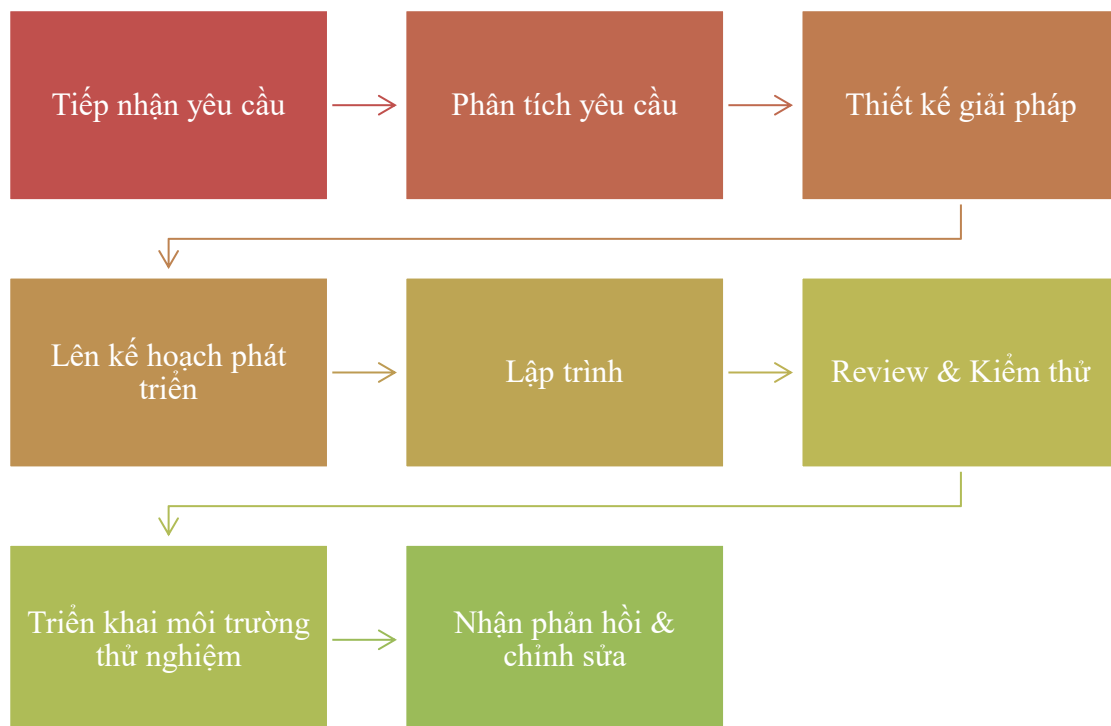 Tiếp nhận yêu cầu
Phân tích yêu cầu
Thiết kế giải pháp
Lên kế hoạch phát
triển
Lập trình
Review & Kiểm thử
Triển khai môi trường
thử nghiệm
Nhận phản hồi &
chỉnh sửa